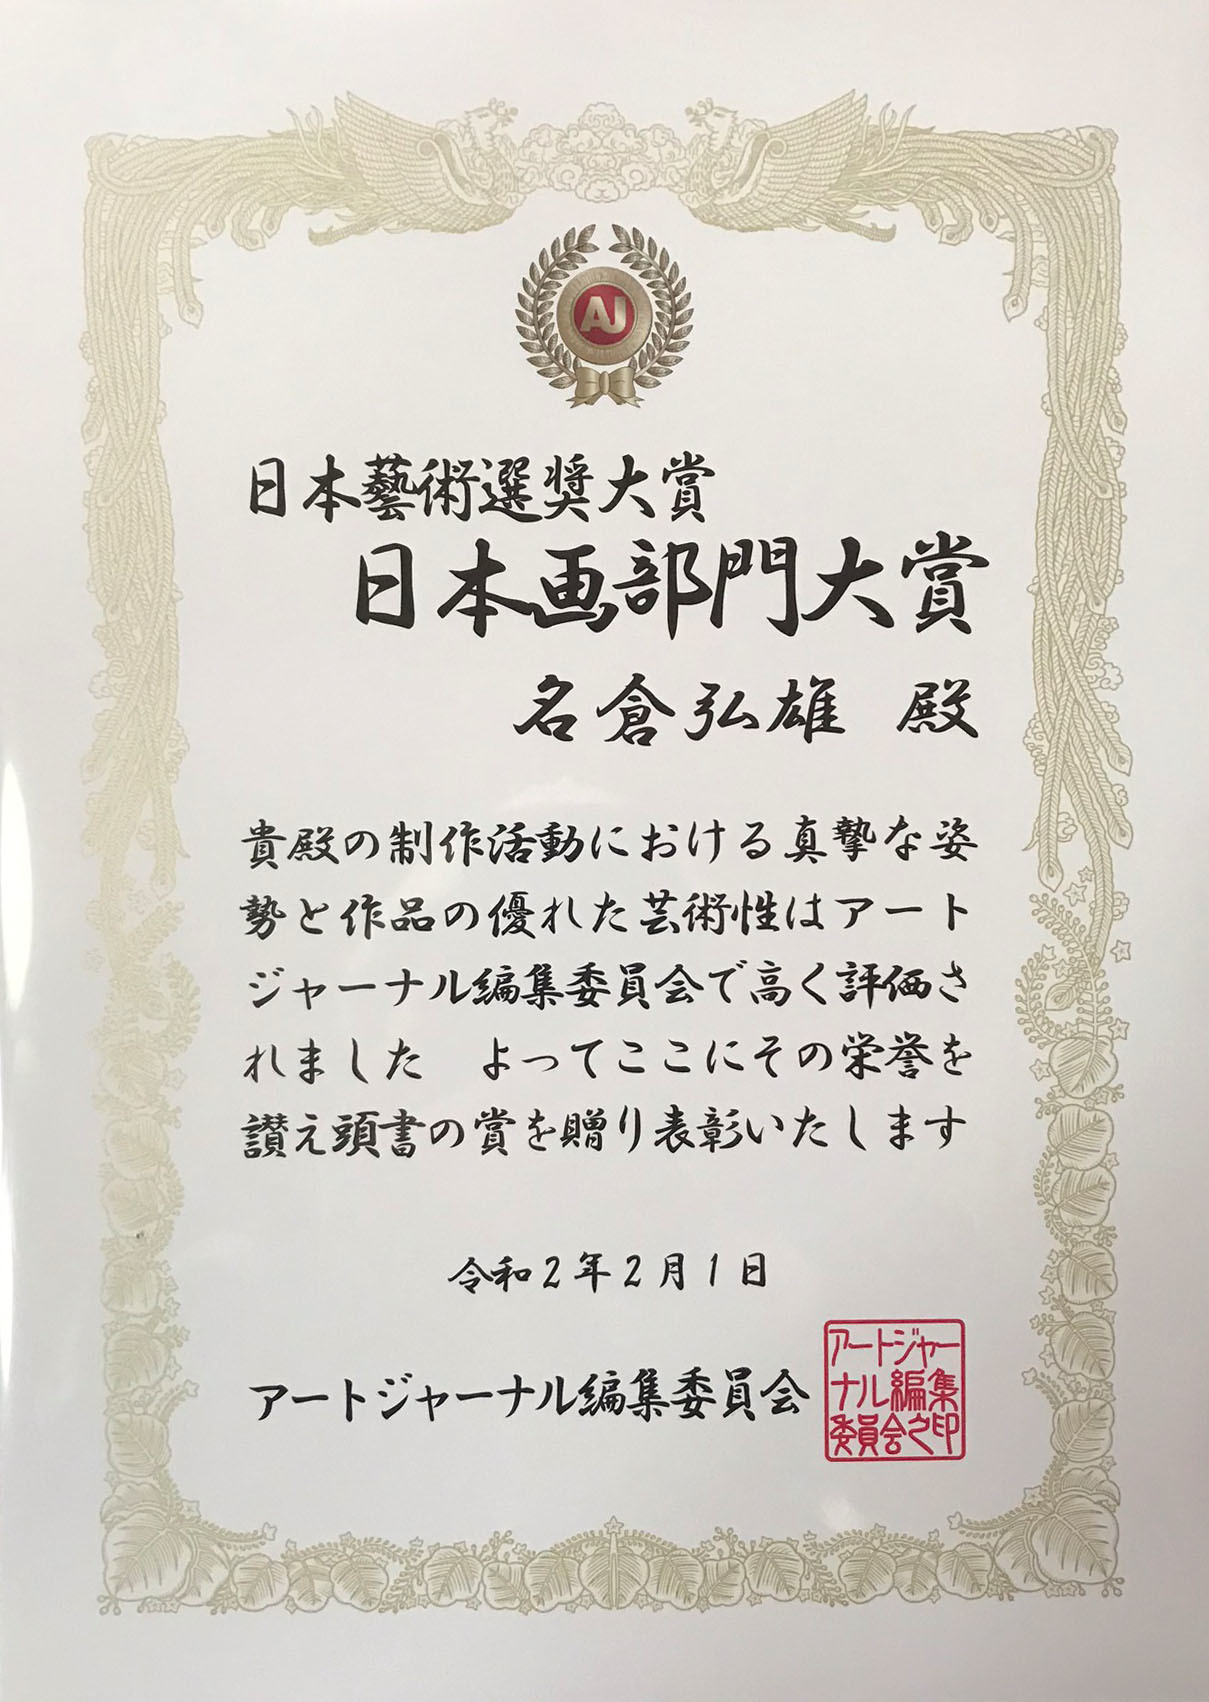 AJ
日本藝術選奨大賞
日本画部門大賞
名倉弘雄 殿
貴殿の制作活動における真摯な姿
勢と作品の優れた芸術性はアート
ジャーナル編集委員会で高く評価さ
れました よってここにその栄誉を
讃え頭書の賞を贈り表彰いたします
令和2年2月1日
アートジャーナル編集委員会
アートジャー
ナル編集
委員会之印